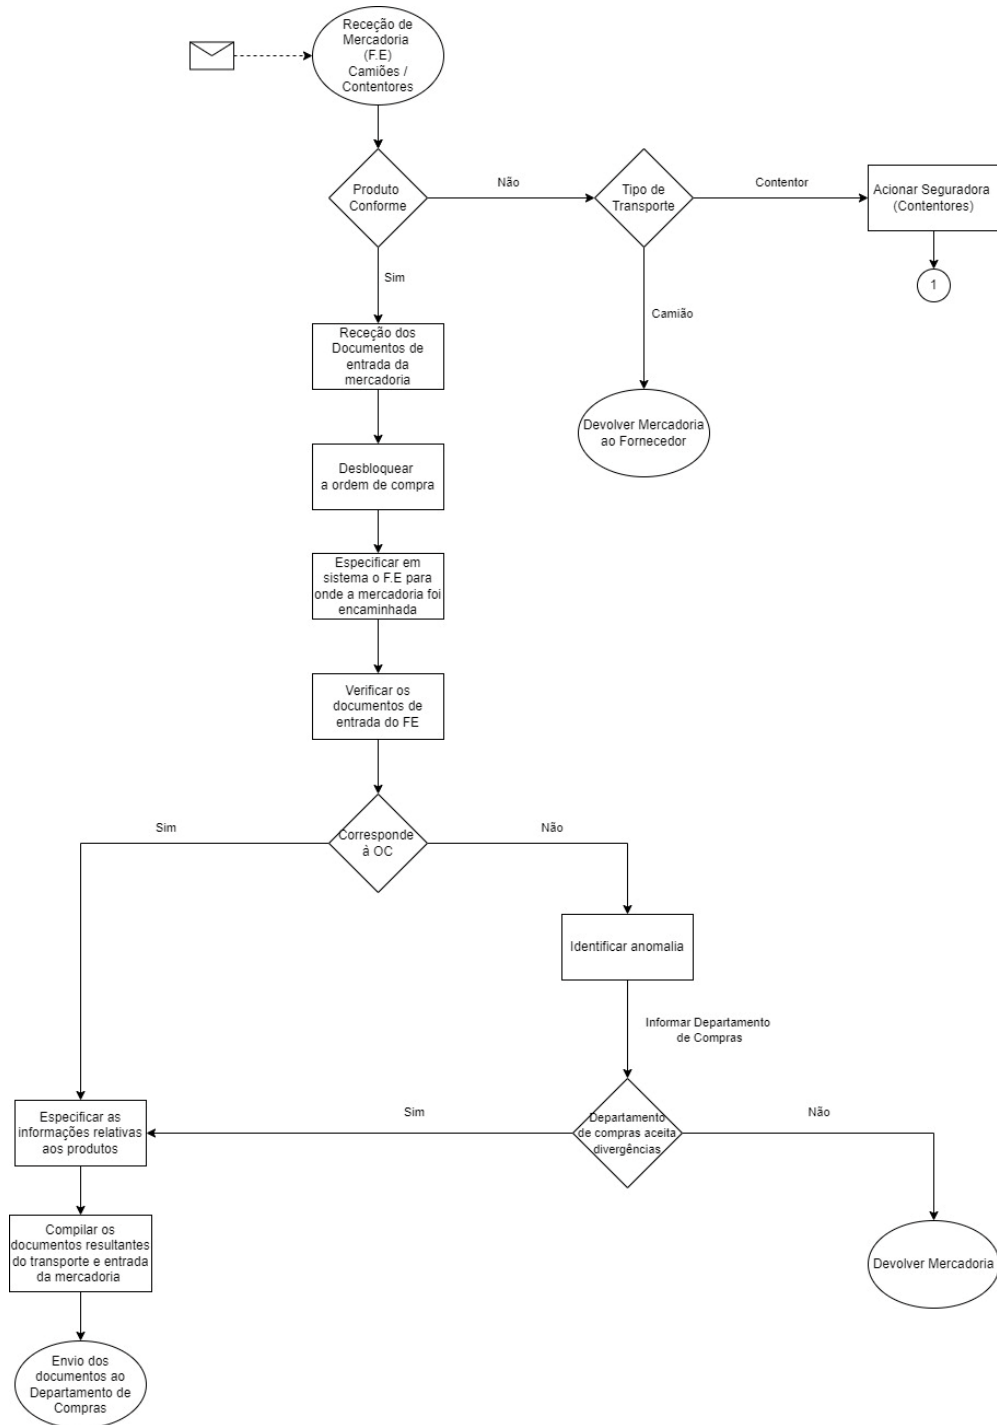 Receção de
Mercadoria
(F.E)
Camiões /
Contentores
Produto
Conforme
Não
Tipo de
Transporte
Contentor
Acionar Seguradora
(Contentores)
1
Sim
Camião
Receção dos
Documentos de
entrada da
mercadoria
Devolver Mercadoria
ao Fornecedor
Desbloquear
a ordem de compra
Especificar em
sistema o F.E para
onde a mercadoria foi
encaminhada
Verificar os
documentos de
entrada do FE
Corresponde
à OC
Sim
Não
Identificar anomalia
Informar Departamento
de Compras
Departamento
de compras aceita
divergências
Sim
Não
Especificar as
informações relativas
aos produtos
Compilar os
documentos resultantes
do transporte e entrada
da mercadoria
Devolver Mercadoria
Envio dos
documentos ao
Departamento de
Compras